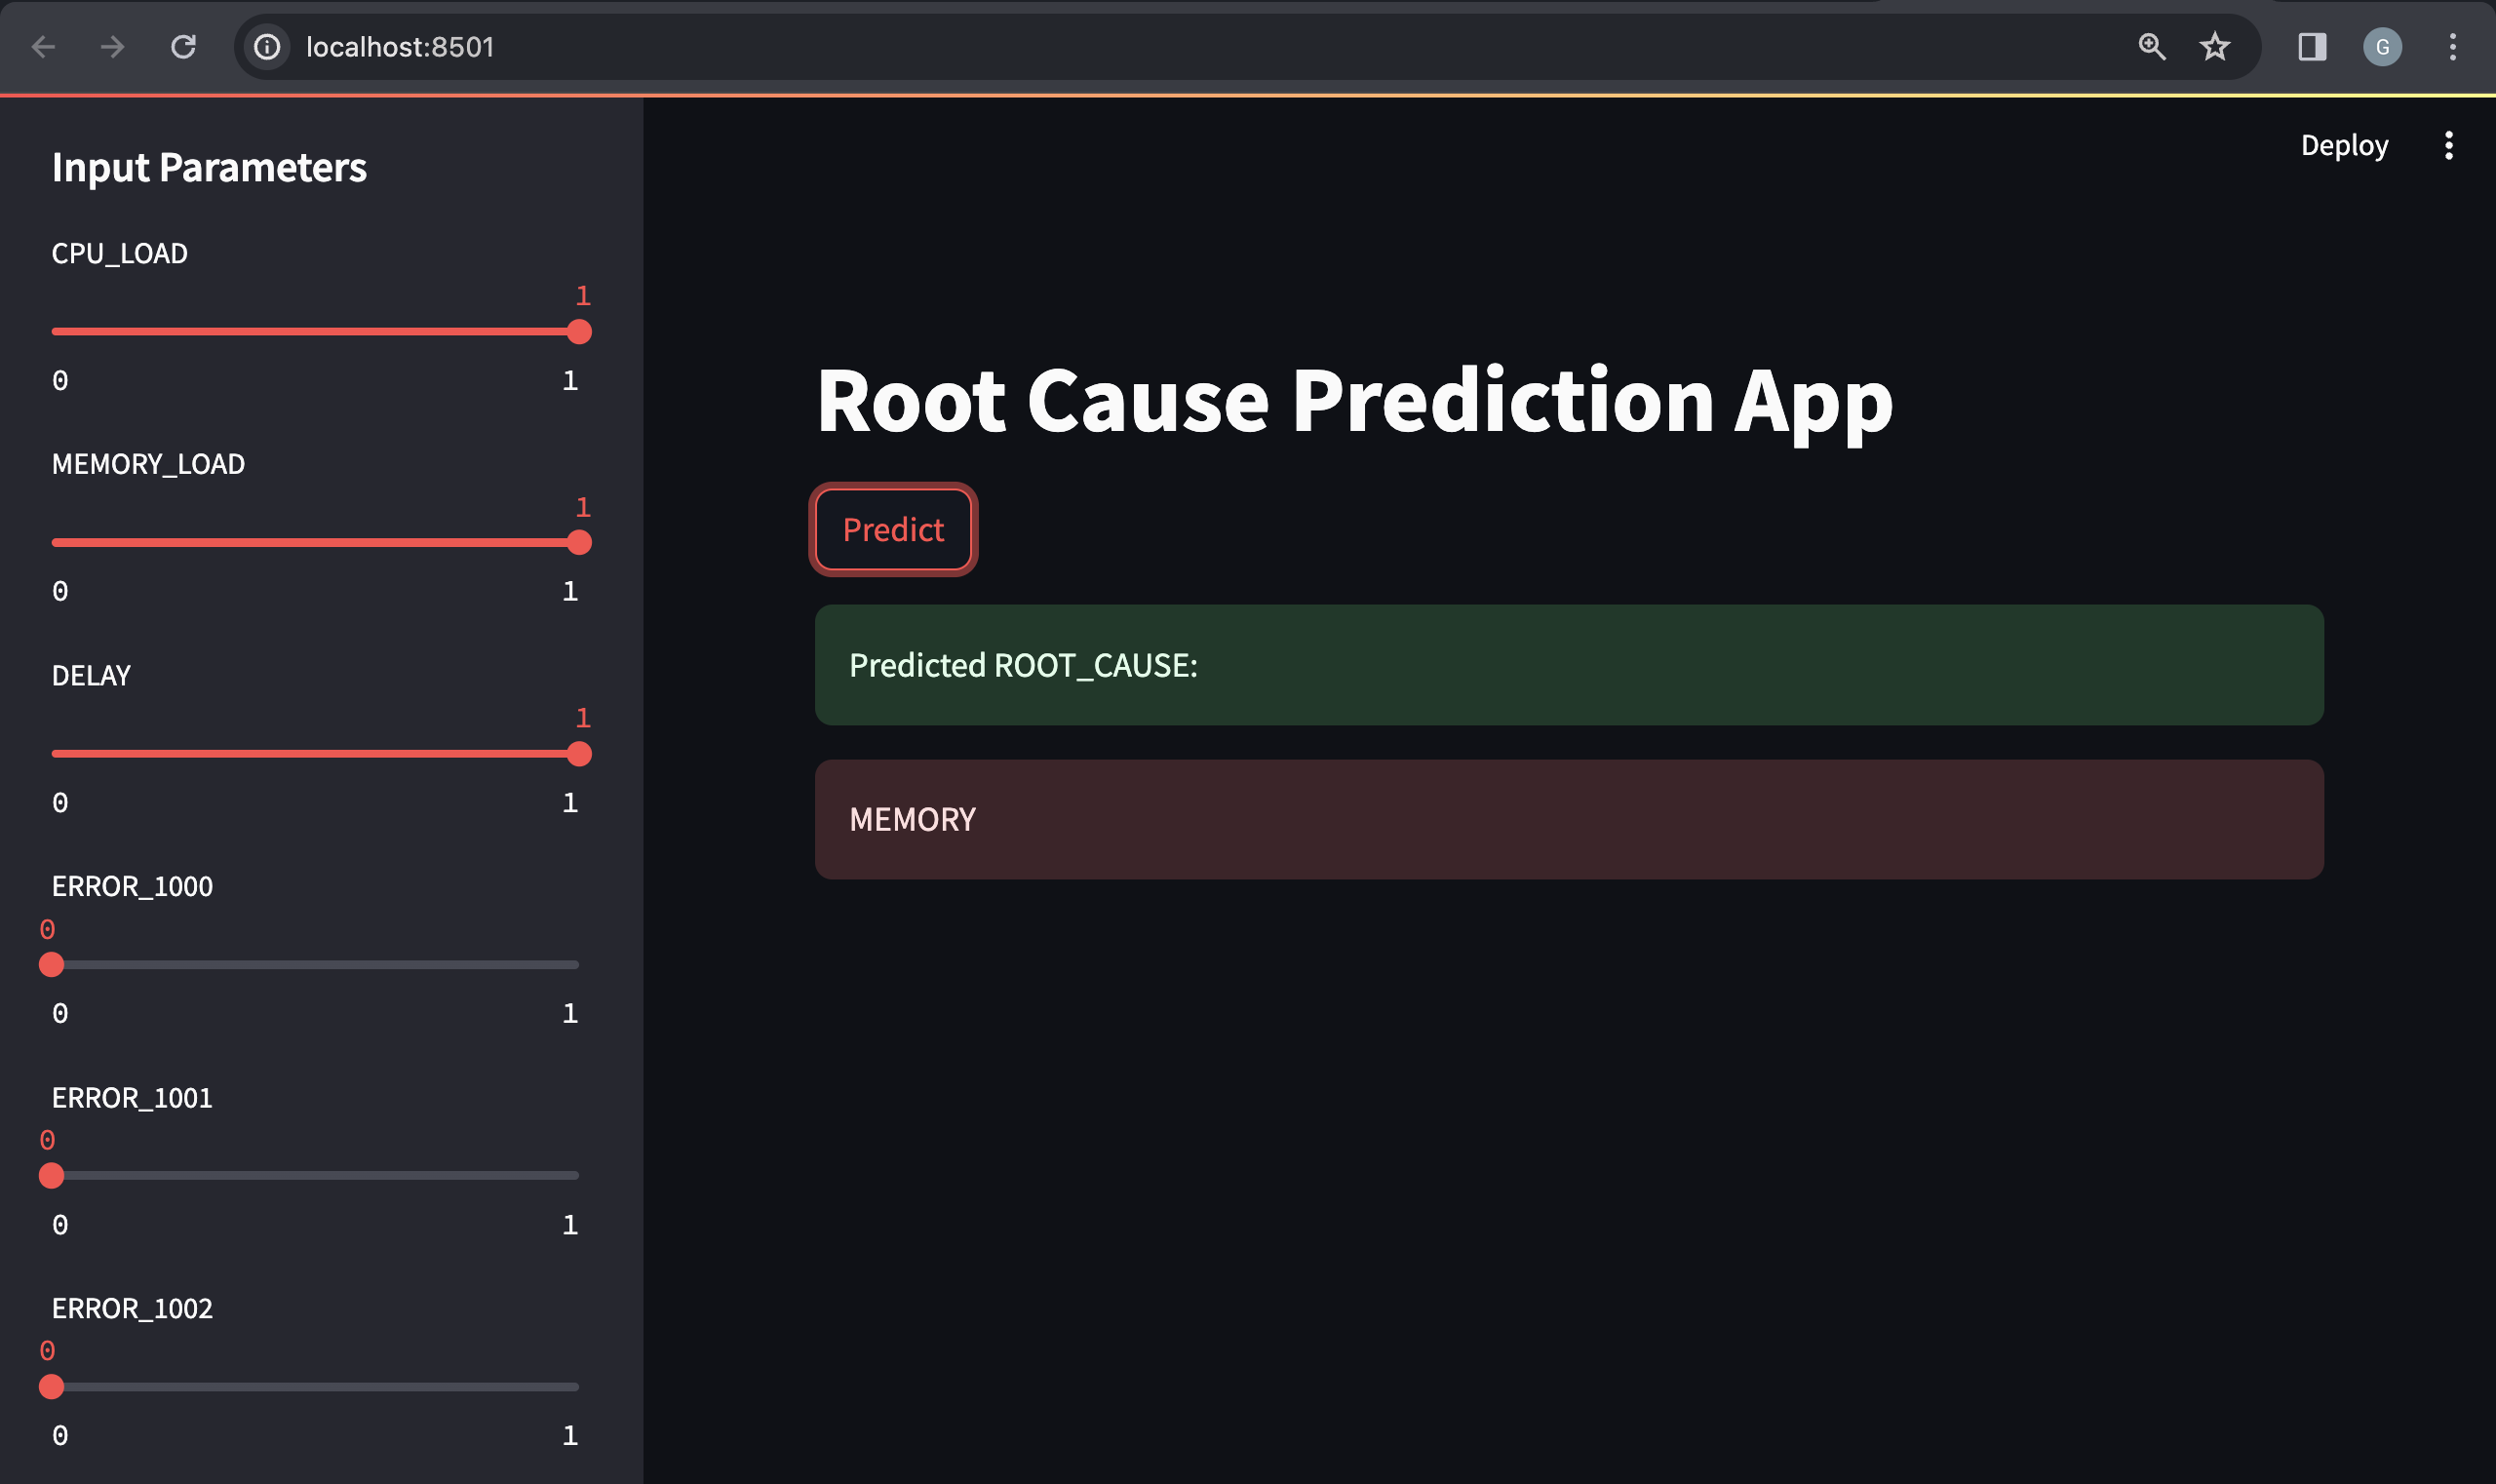 localhost:8501
G
Deploy
Input Parameters
CPU_LOAD
1
0 1
MEMORY_LOAD
1
0 1
DELAY
1
0 1
ERROR_1000
0
0 1
ERROR_1001
0
0 1
ERROR_1002
0
0 1
Root Cause Prediction App
Predict
Predicted ROOT_CAUSE:
MEMORY